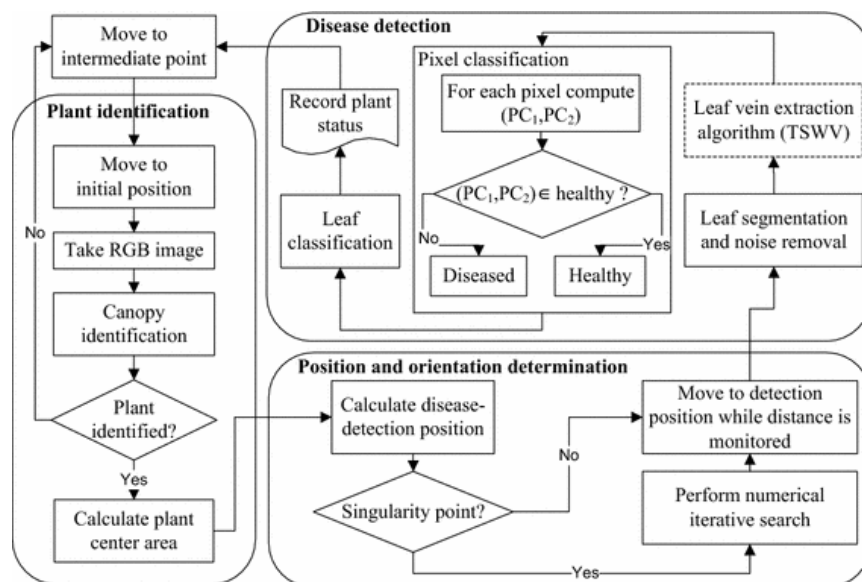 Move to
intermediate point
Plant identification
Move to
initial position
Take RGB image
Canopy
identification
Plant
identified?
No
Yes
Calculate plant
center area
Disease detection
Record plant
status
Leaf
classification
Pixel classification
For each pixel compute
(PC₁,PC₂)
(PC₁,PC₂)∈ healthy ?
No
Yes
Diseased
Healthy
Leaf vein extraction
algorithm (TSWV)
Leaf segmentation
and noise removal
Position and orientation determination
Calculate disease-
detection position
Singularity point?
No
Yes
Move to detection
position while distance is
monitored
Perform numerical
iterative search